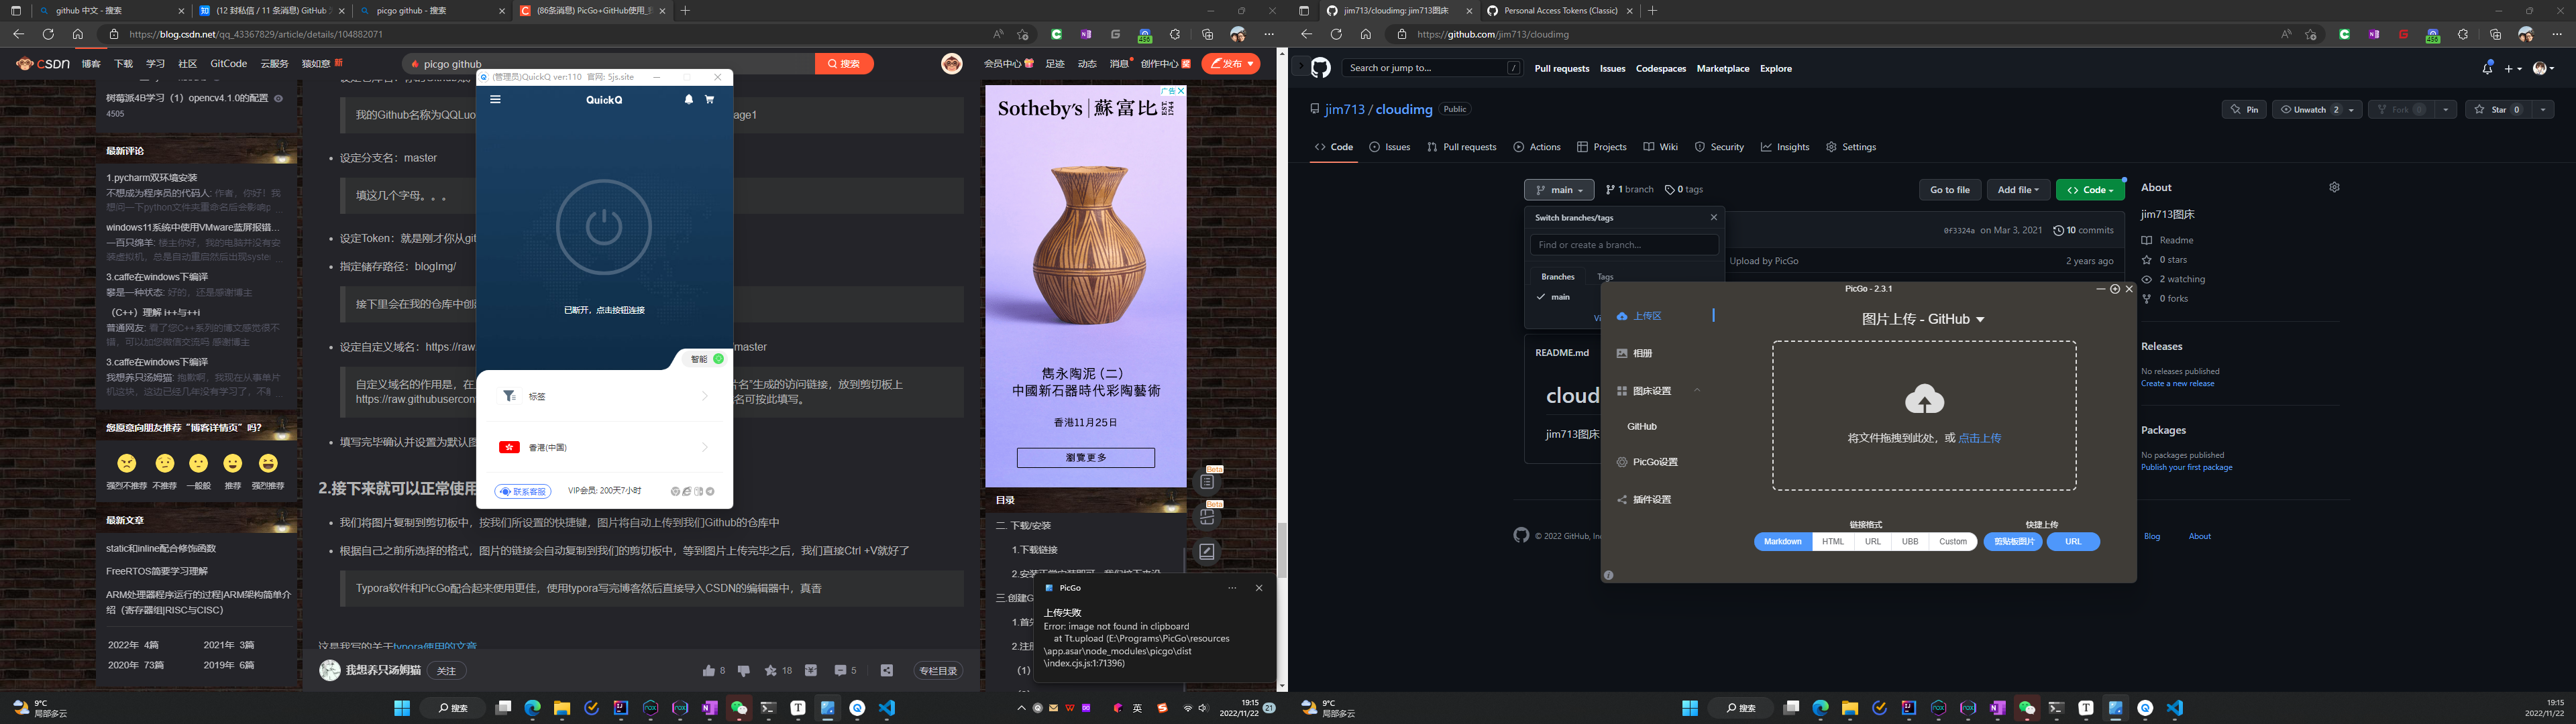 github 中文 - 搜索
(12 封私信 / 11 条消息) GitHub
picgo github - 搜索
(86条消息) PicGo+GitHub使用
https://blog.csdn.net/qq_43367829/article/details/104882071
CSDN 博客 下载 学习 社区 GitCode 云服务 猿如意
picgo github
搜索
会员中心 足迹 动态 消息 创作中心 发布
树莓派4B学习（1）opencv4.1.0的配置
4505
最新评论
1.pycharm双环境安装
不想成为程序员的代码人: 作者，你好！我
想问一下python文件夹重命名后会影响p
windows11系统中使用VMware蓝屏报错...
一百只绵羊: 楼主你好，我的电脑并没有安
装虚拟机，总是自动重启然后出现system
3.caffe在windows下编译
攀是一种状态: 好的，还是感谢博主
（C++）理解 i++与++i
普通网友: 看了您C++系列的博文感觉很不
错，可以加您微信交流吗 感谢博主
3.caffe在windows下编译
我想养只汤姆猫: 抱歉啊，我现在从事单片
机这块，这边已经几年没有学习了，不新
您愿意向朋友推荐“博客详情页”吗？
强烈不推荐 不推荐 一般般 推荐 强烈推荐
最新文章
static和inline配合修饰函数
FreeRTOS简要学习理解
ARM处理器程序运行的过程|ARM架构简单介
绍（寄存器组|RISC与CISC）
2022年 4篇 2021年 3篇
2020年 73篇 2019年 6篇
我的Github名称为QQLuo
age1
设定分支名：master
填这几个字母。。。
设定Token：就是刚才你从git
指定储存路径：blogImg/
接下里会在我的仓库中创建
设定自定义域名：https://raw
master
自定义域名的作用是，在
片名"生成的访问链接，放到剪切板上
https://raw.githubusercont
名可按此填写。
填写完毕确认并设置为默认图
2.接下来就可以正常使用
我们将图片复制到剪切板中，按我们所设置的快捷键，图片将自动上传到我们Github的仓库中
根据自己之前所选择的格式，图片的链接会自动复制到我们的剪切板中，等到图片上传完毕之后，我们直接Ctrl +V就好了
Typora软件和PicGo配合起来使用更佳，使用typora写完博客然后直接导入CSDN的编辑器中，真香
这是我写的关于typora使用的文章
我想养只汤姆猫 关注
8 18 5 专栏目录
(管理员)QuickQ ver:110 官网: 5js.site
QuickQ
已断开，点击按钮连接
智能
标签
香港(中国)
联系客服
VIP会员: 200天7小时
广告
Sotheby's 蘇富比 EST. 1744
雋永陶泥 (二)
中國新石器時代彩陶藝術
香港11月25日
瀏覽更多
Beta
Beta
目录
二. 下载/安装
1.下载链接
PicGo
上传失败
Error: image not found in clipboard
at Tt.upload (E:\Programs\PicGo\resources
\app.asar\node_modules\picgo\dist
\index.cjs.js:1:71396)
9°C
局部多云
搜索
英
19:15
2022/11/22
21
jim713/cloudimg: jim713图床
Personal Access Tokens (Classic)
https://github.com/jim713/cloudimg
Search or jump to...
Pull requests Issues Codespaces Marketplace Explore
jim713 / cloudimg Public
Pin Unwatch 2 Fork 0 Star 0
Code Issues Pull requests Actions Projects Wiki Security Insights Settings
main 1 branch 0 tags
Go to file Add file Code
Switch branches/tags
Find or create a branch...
Branches Tags
main
0f3324a on Mar 3, 2021 10 commits
Upload by PicGo 2 years ago
README.md
cloud
jim713图床
© 2022 GitHub, Inc
Blog About
About
jim713图床
Readme
0 stars
2 watching
0 forks
Releases
No releases published
Create a new release
Packages
No packages published
Publish your first package
PicGo - 2.3.1
上传区
相册
图床设置
GitHub
PicGo设置
插件设置
图片上传 - GitHub
将文件拖拽到此处，或 点击上传
链接格式
快捷上传
Markdown HTML URL UBB Custom
剪贴板图片 URL
9°C
局部多云
搜索
19:15
2022/11/22